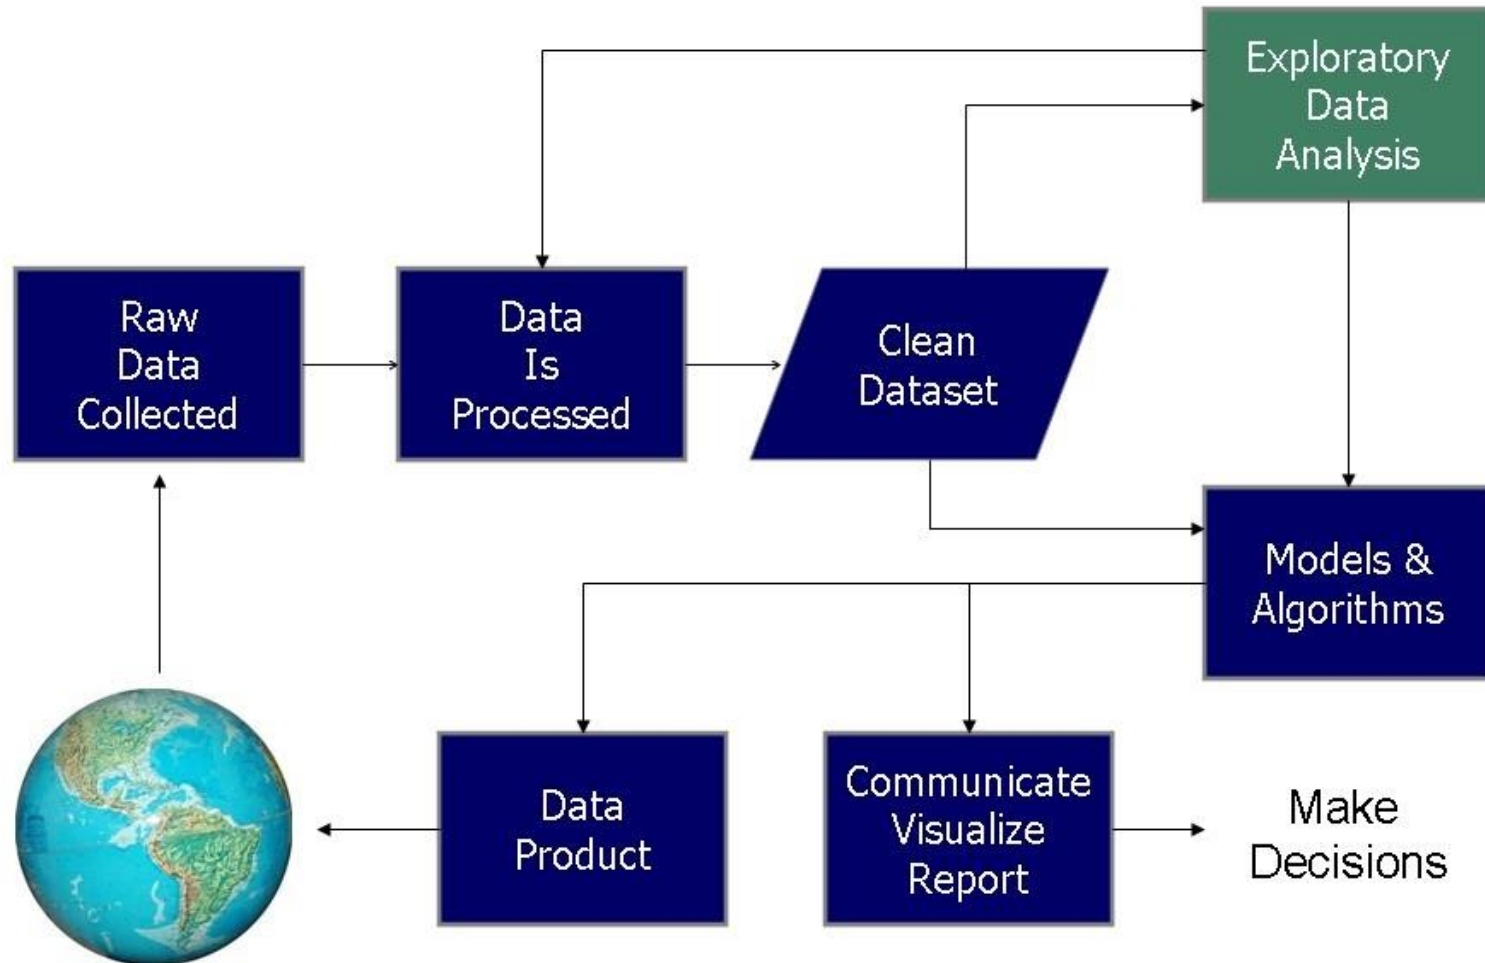 Exploratory
Data
Analysis
Raw
Data
Collected
Data
Is
Processed
Clean
Dataset
Models &
Algorithms
Data
Product
Communicate
Visualize
Report
Make
Decisions